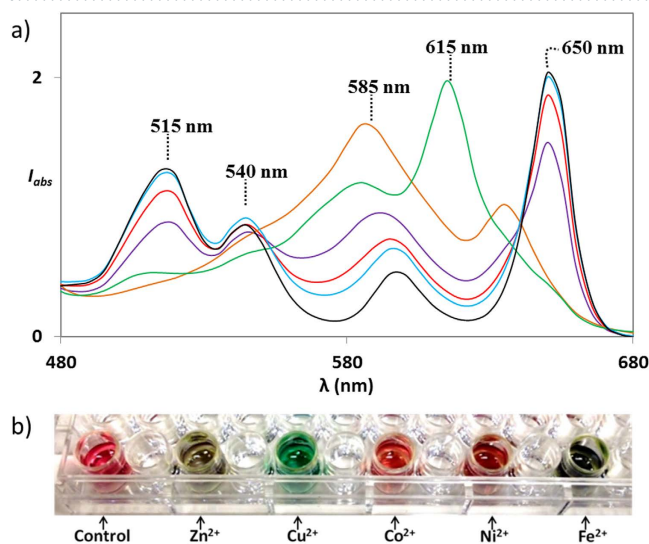 a)
2
0
I_abs
515 nm
540 nm
585 nm
615 nm
650 nm
480
580
680
λ (nm)
b)
Control
Zn²⁺
Cu²⁺
Co²⁺
Ni²⁺
Fe²⁺